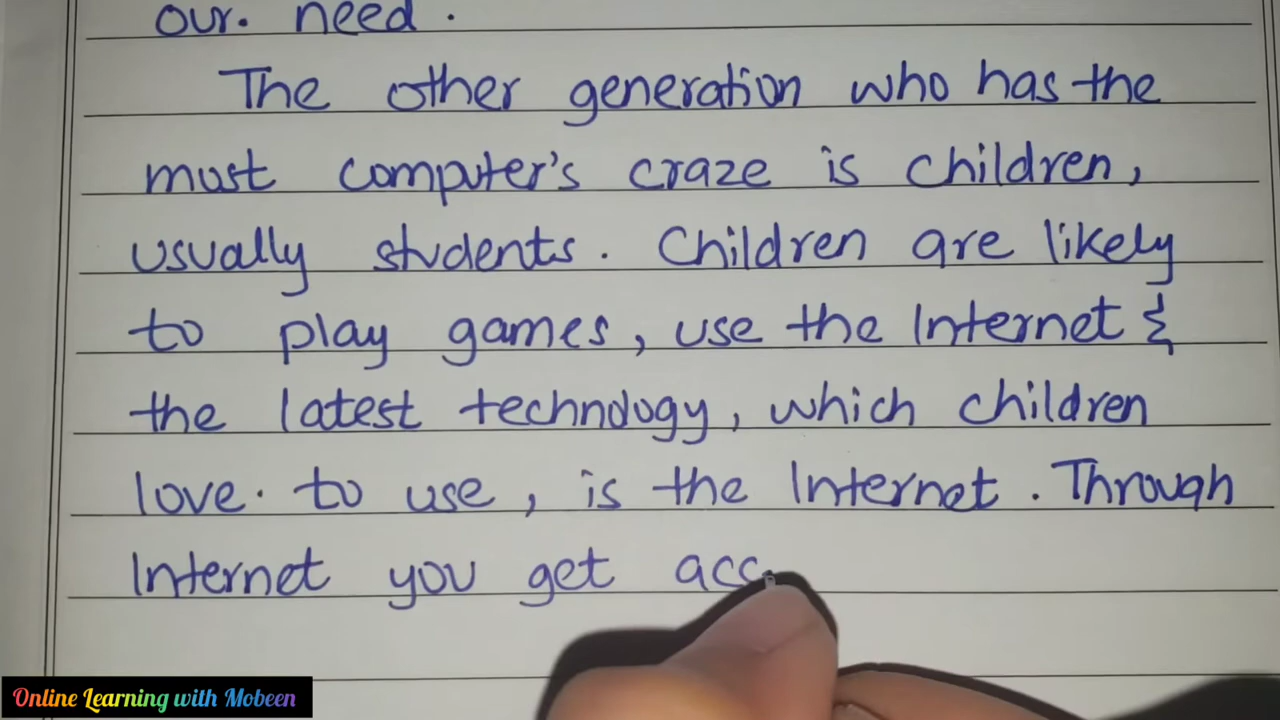 our. need.
The other generation who has the
most computer's craze is children,
usually students. Children are likely
to play games, use the Internet &
the latest technology, which children
love. to use, is the Internet. Through
Internet you get acc
Online Learning with Mobeen